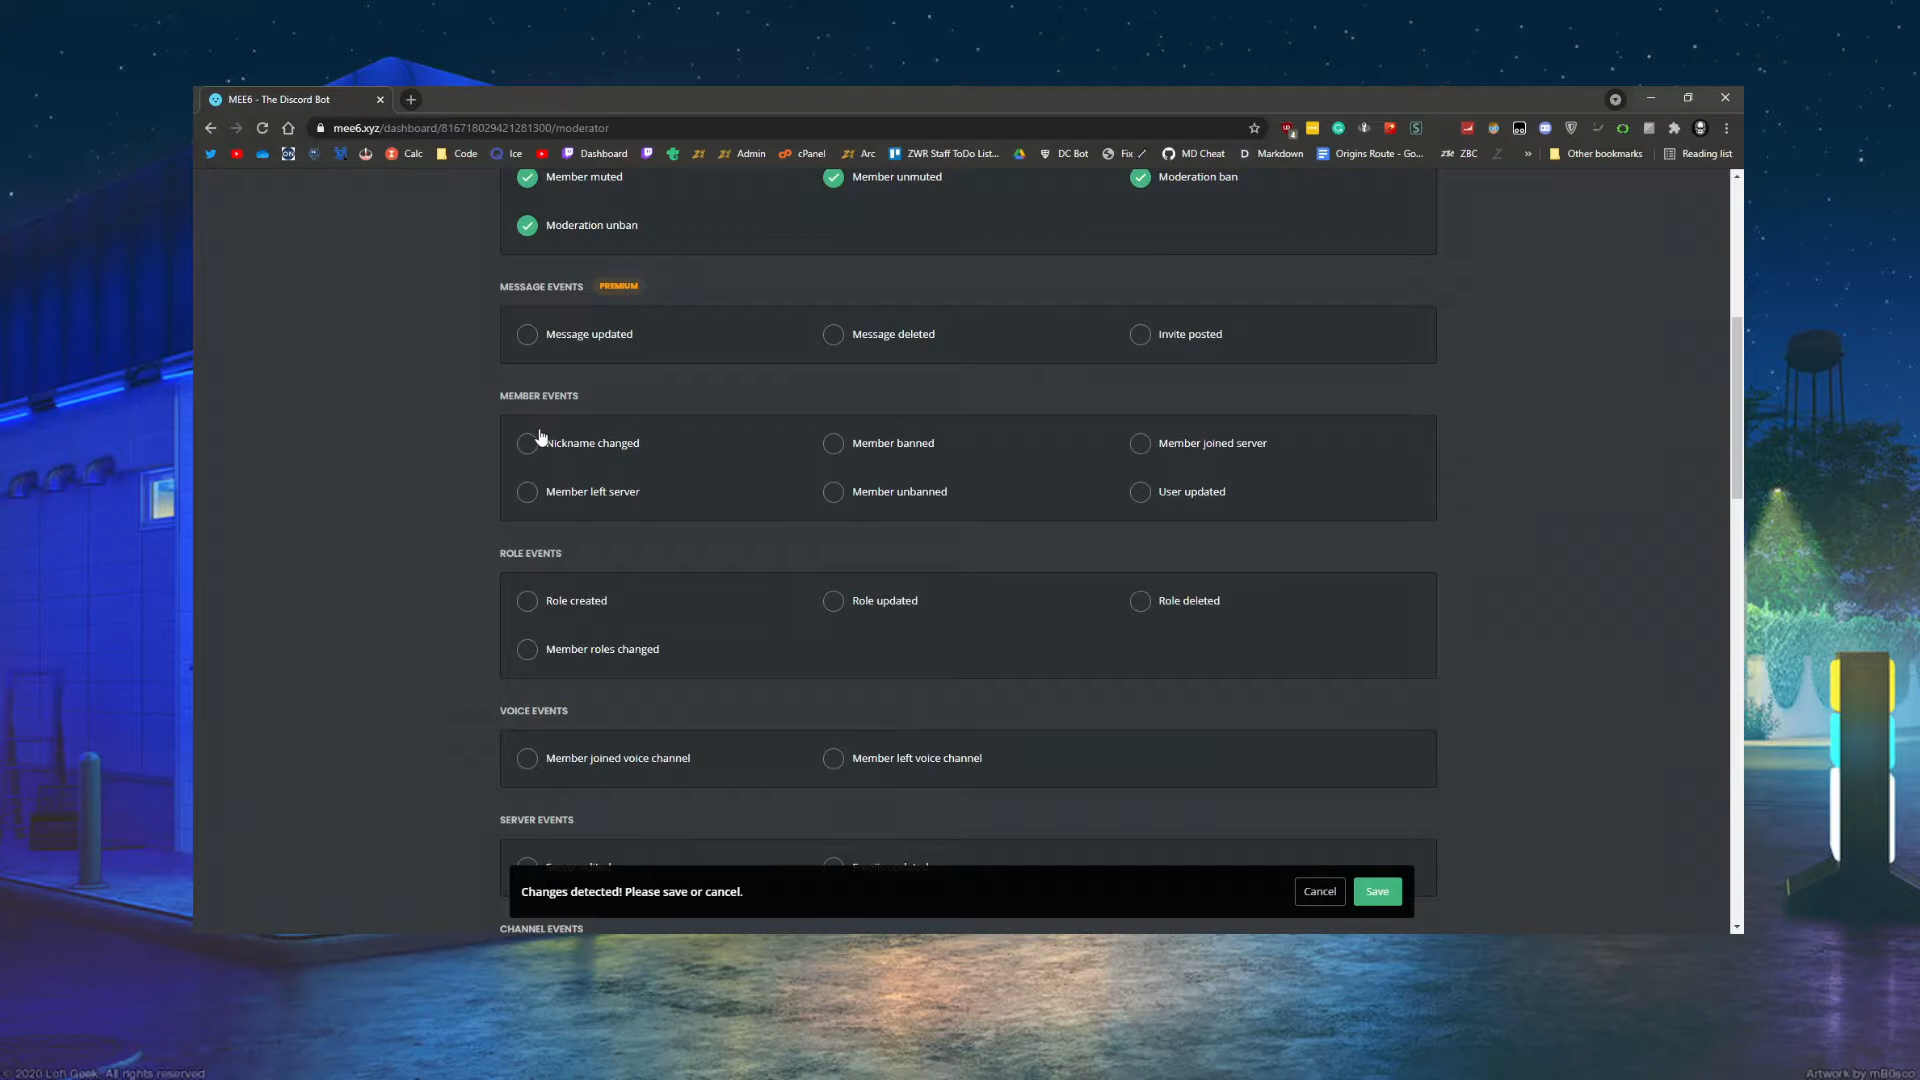 MEE6 - The Discord Bot
mee6.xyz/dashboard/816718029421281300/moderator
4
Calc Code Ice Dashboard Admin cPanel Arc ZWR Staff ToDo List... DC Bot Fix MD Cheat Markdown Origins Route - Go... ZBC » Other bookmarks Reading list
Member muted Member unmuted Moderation ban
Moderation unban
MESSAGE EVENTS PREMIUM
Message updated Message deleted Invite posted
MEMBER EVENTS
Nickname changed Member banned Member joined server
Member left server Member unbanned User updated
ROLE EVENTS
Role created Role updated Role deleted
Member roles changed
VOICE EVENTS
Member joined voice channel Member left voice channel
SERVER EVENTS
Changes detected! Please save or cancel. Cancel Save
CHANNEL EVENTS
© 2020 Lofi Geek. All rights reserved
Artwork by mB0sco